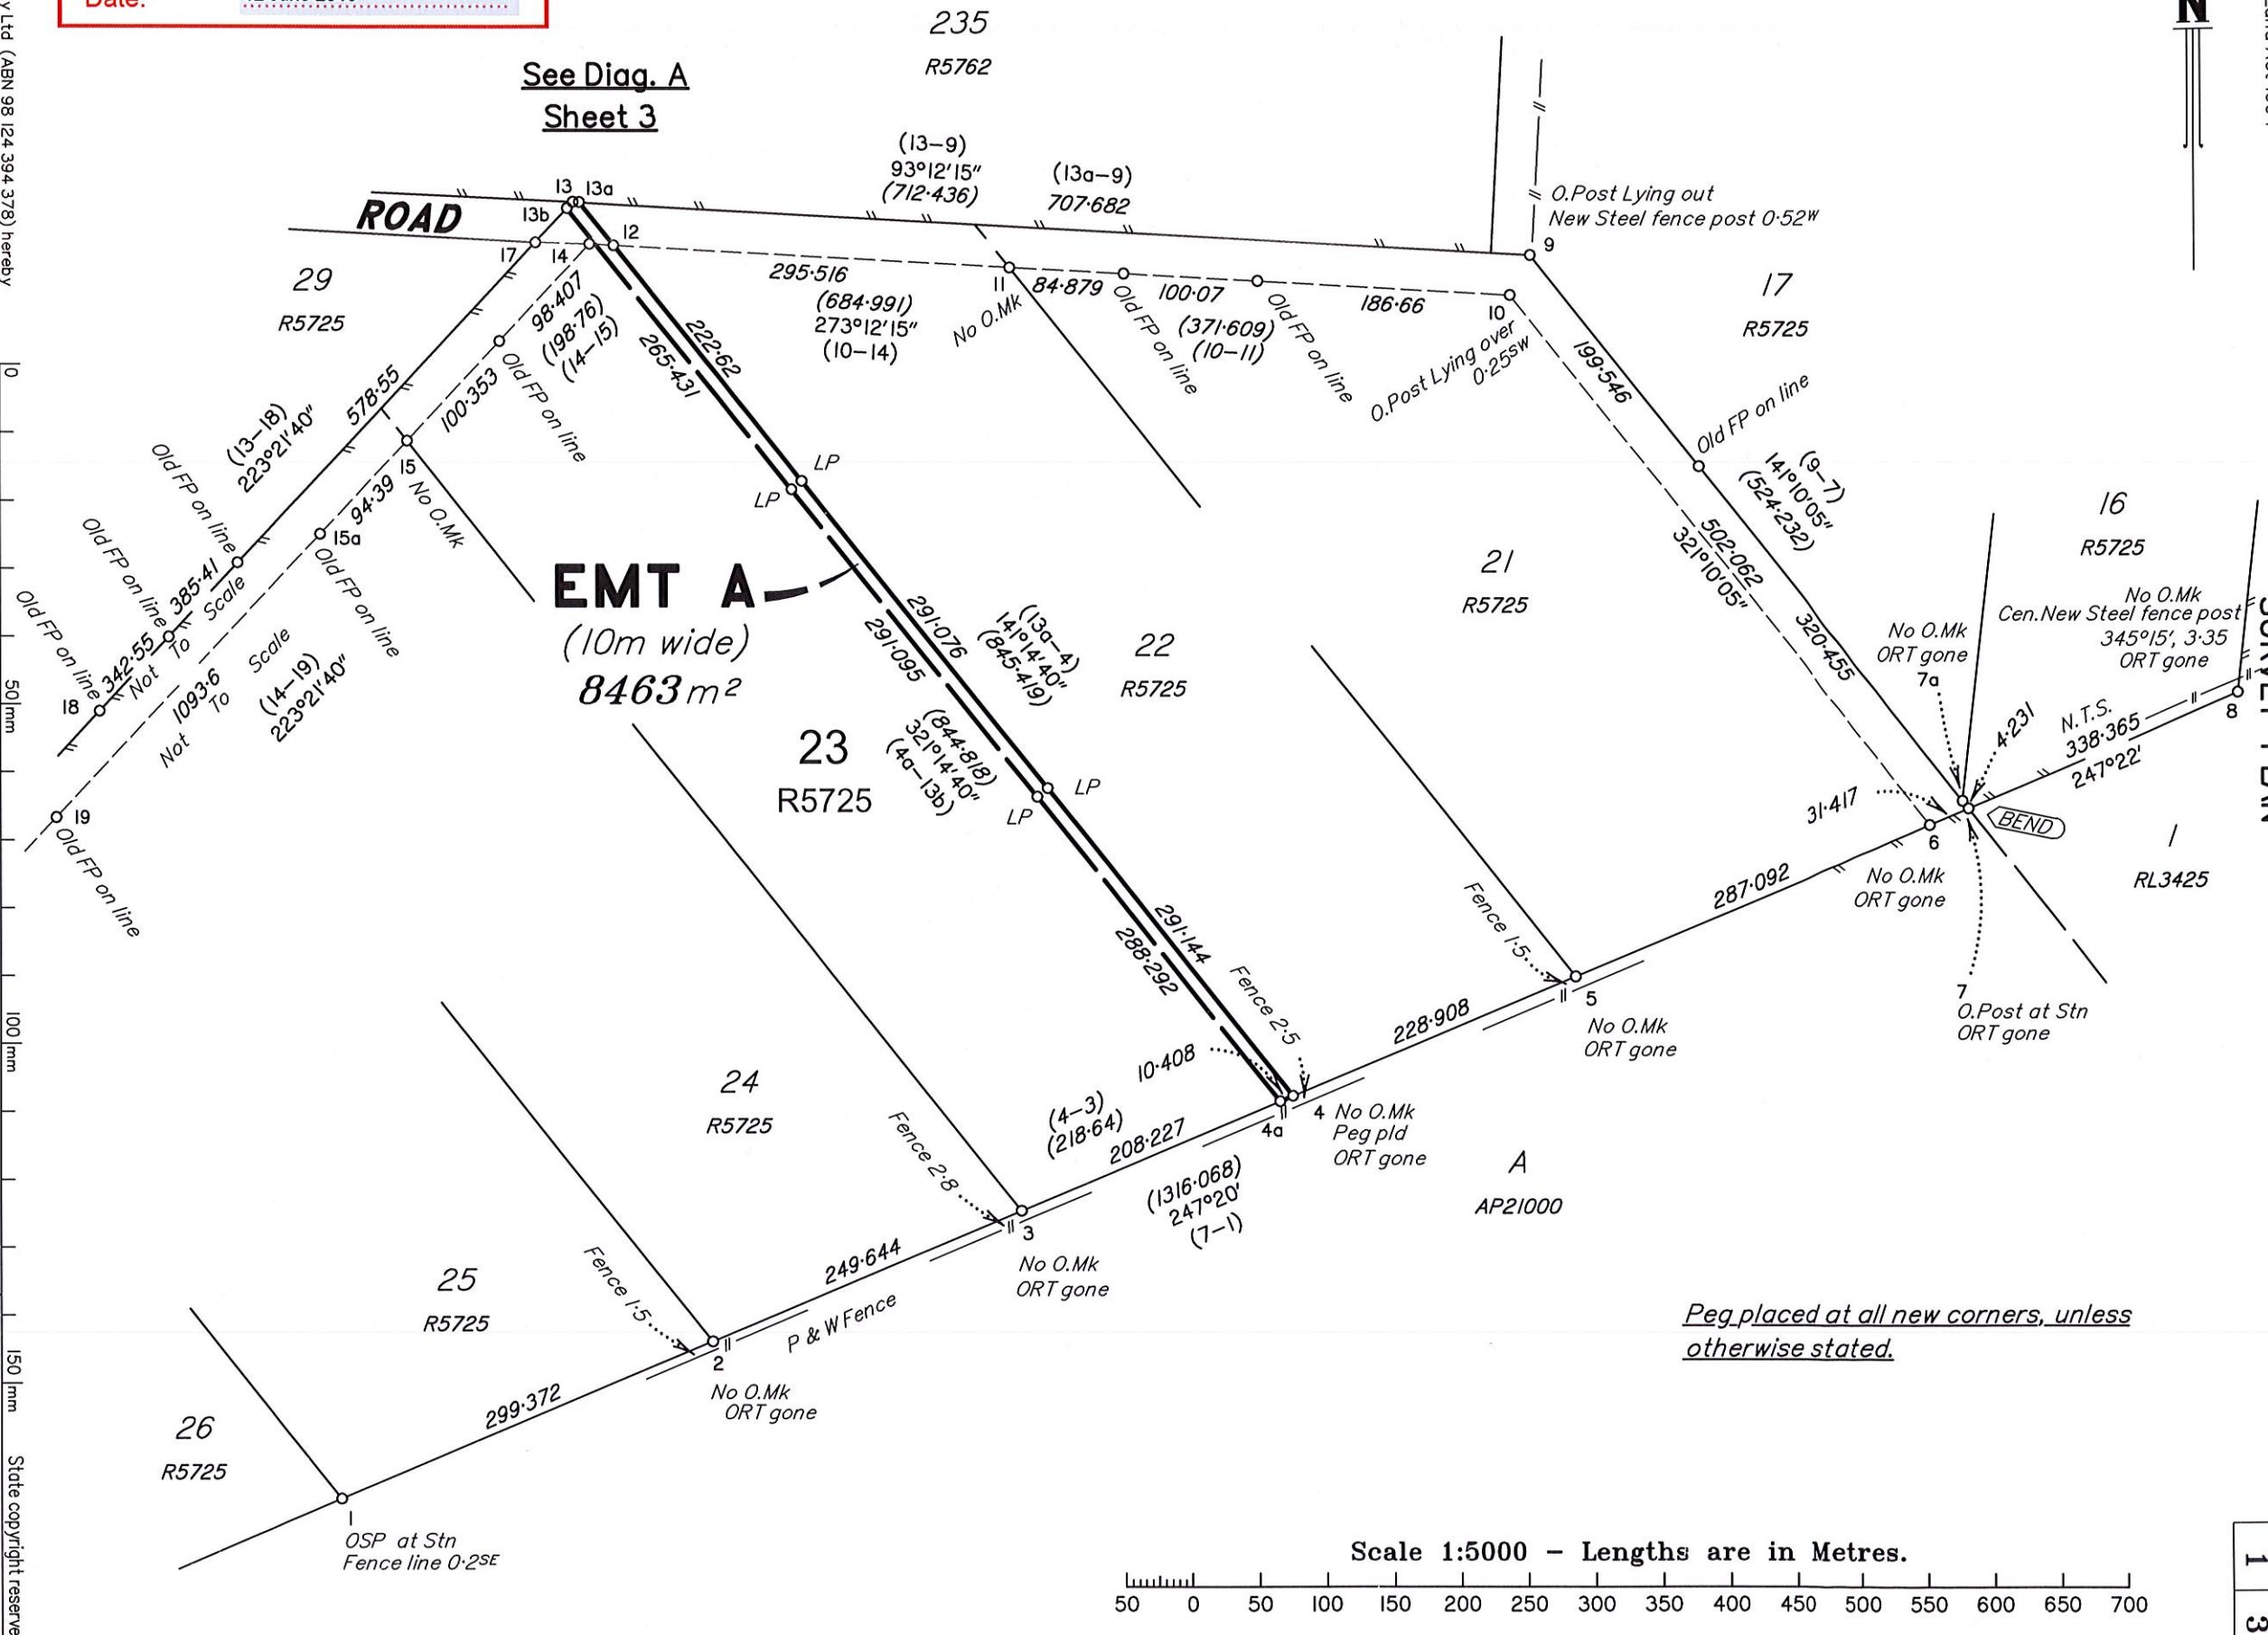 Date:
N
y Ltd (ABN 98 124 394 378) hereby
235
R5762
See Diag. A
Sheet 3
(13-9)
93°12'15"
(712·436)
(13a-9)
707·682
O.Post Lying out
New Steel fence post 0·52W
13
13a
13b
ROAD
12
17
14
9
29
R5725
295·516
(684·991)
273°12'15"
(10-14)
11
No O.Mk
84·879
Old FP on line
100·07
(371·609)
(10-11)
Old FP on line
186·66
10
O.Post Lying over
0·25SW
17
R5725
98·407
(198·76)
(14-15)
265·431
222·62
199·546
Old FP on line
578·55
100·353
Old FP on line
(13-18)
223°21'40"
Old FP on line
15
No O.Mk
94·39
15a
Old FP on line
LP
LP
(9-7)
141°10'05"
(524·232)
502·062
321°10'05"
16
R5725
No O.Mk
Cen.New Steel fence post
345°15', 3·35
ORT gone
Old FP on line
385·41
Not To Scale
Old FP on line
342·55
18
1093·6
Not To Scale
(14-19)
223°21'40"
19
Old FP on line
EMT A
(10m wide)
8463m²
21
R5725
22
R5725
291·076
291·095
(13a-4)
141°14'40"
(845·419)
(844·818)
321°14'40"
(4a-13b)
23
R5725
LP
LP
320·455
No O.Mk
ORT gone
7a
4·231
N.T.S.
338·365
247°22'
8
31·417
BEND
6
No O.Mk
ORT gone
1
RL3425
287·092
Fence 1·5
5
No O.Mk
ORT gone
7
O.Post at Stn
ORT gone
291·144
288·292
Fence 2·5
228·908
10·408
4
No O.Mk
Peg pld
ORT gone
4a
(4-3)
(218·64)
208·227
(1316·068)
247°20'
(7-1)
A
AP21000
24
R5725
Fence 2·8
3
No O.Mk
ORT gone
249·644
P & W Fence
25
R5725
Fence 1·5
2
No O.Mk
ORT gone
299·372
26
R5725
1
OSP at Stn
Fence line 0·2SE
Peg placed at all new corners, unless
otherwise stated.
Scale 1:5000 - Lengths are in Metres.
50 0 50 100 150 200 250 300 350 400 450 500 550 600 650 700
0
50 mm
100 mm
150 mm
State copyright reserve
1
3